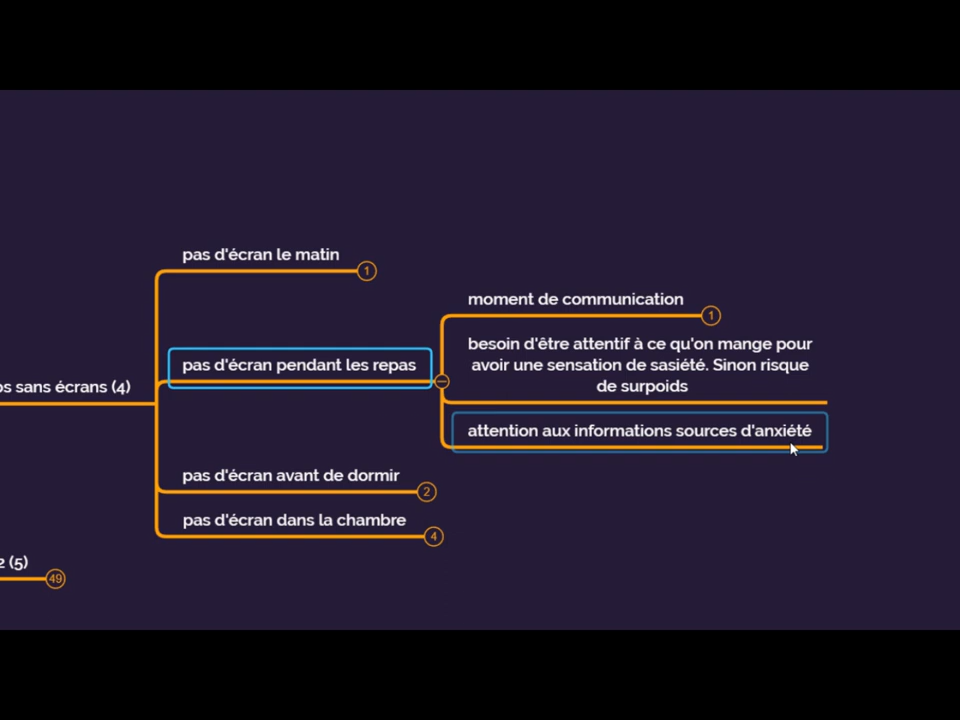 pas d'écran le matin
1
moment de communication
1
besoin d'être attentif à ce qu'on mange pour
avoir une sensation de sasiété. Sinon risque
de surpoids
pas d'écran pendant les repas
sans écrans (4)
attention aux informations sources d'anxiété
pas d'écran avant de dormir
2
pas d'écran dans la chambre
4
2 (5)
49